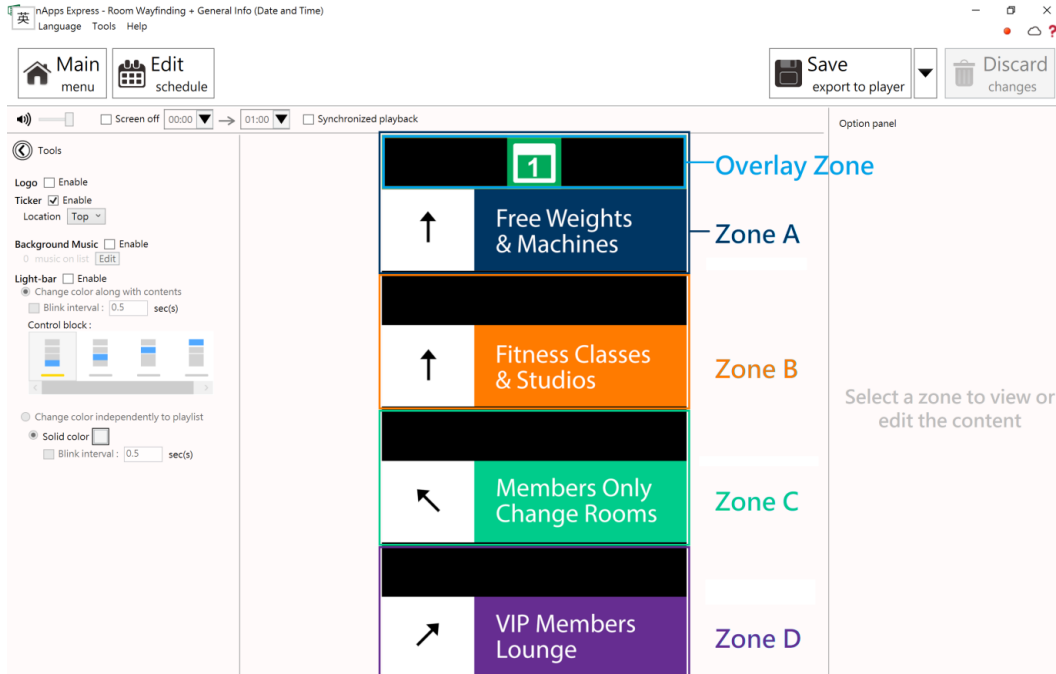 英 nApps Express - Room Wayfinding + General Info (Date and Time)
Language Tools Help
?
Main
menu
Edit
schedule
Save
export to player
Discard
changes
Screen off 00:00 01:00 Synchronized playback
Option panel
Tools
Logo Enable
Ticker Enable
Location Top
Background Music Enable
0 music on list Edit
Light-bar Enable
Change color along with contents
Blink interval : 0.5 sec(s)
Control block :
Change color independently to playlist
Solid color
Blink interval : 0.5 sec(s)
1
Overlay Zone
Free Weights
& Machines
Zone A
Fitness Classes
& Studios
Zone B
Members Only
Change Rooms
Zone C
VIP Members
Lounge
Zone D
Select a zone to view or
edit the content